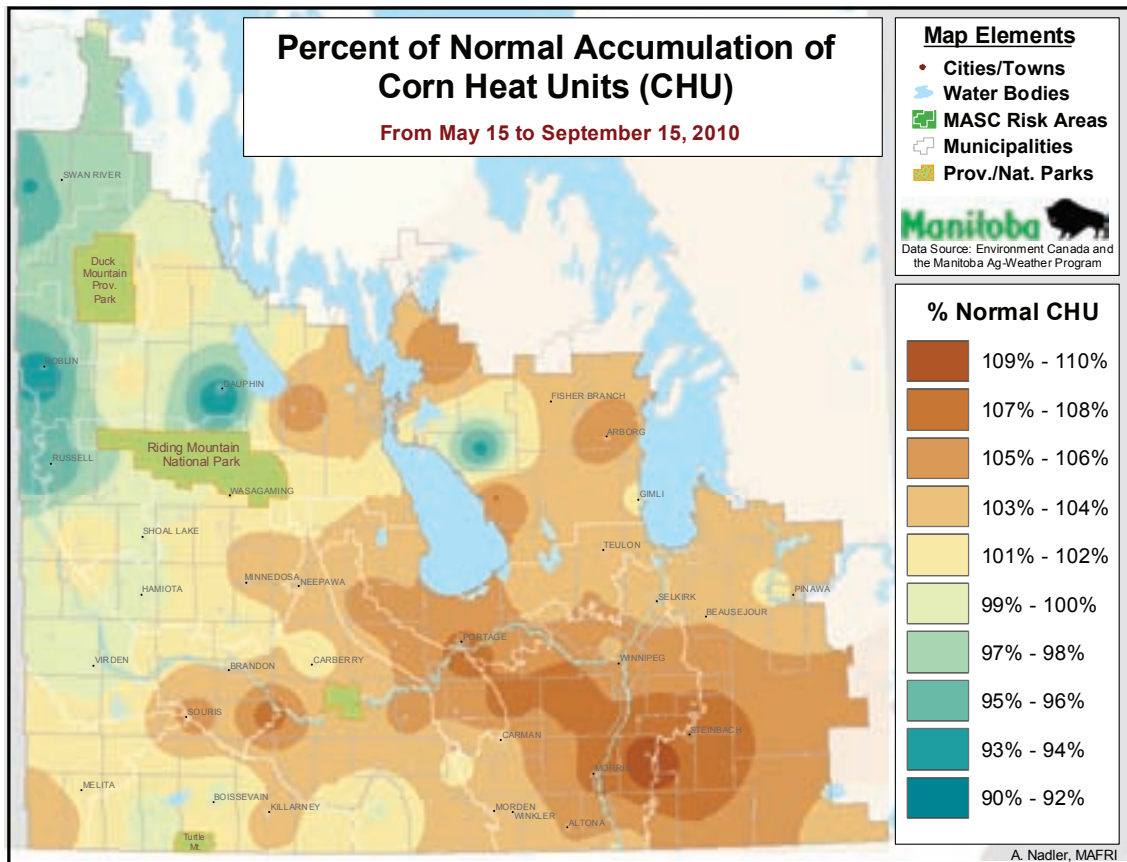 Percent of Normal Accumulation of
Corn Heat Units (CHU)
From May 15 to September 15, 2010
Map Elements
Cities/Towns
Water Bodies
MASC Risk Areas
Municipalities
Prov./Nat. Parks
Manitoba
Data Source: Environment Canada and
the Manitoba Ag-Weather Program
% Normal CHU
109% - 110%
107% - 108%
105% - 106%
103% - 104%
101% - 102%
99% - 100%
97% - 98%
95% - 96%
93% - 94%
90% - 92%
A. Nadler, MAFRI
SWAN RIVER
Duck
Mountain
Prov.
Park
ROBLIN
DAUPHIN
FISHER BRANCH
ARBORG
Riding Mountain
National Park
RUSSELL
WASAGAMING
GIMLI
SHOAL LAKE
TEULON
MINNEDOSA
NEEPAWA
HAMIOTA
PINAWA
SELKIRK
BEAUSEJOUR
PORTAGE
VIRDEN
BRANDON
CARBERRY
WINNIPEG
SOURIS
CARMAN
STEINBACH
MORRIS
MELITA
BOISSEVAIN
KILLARNEY
MORDEN
WINKLER
ALTONA
Turtle
Mt.